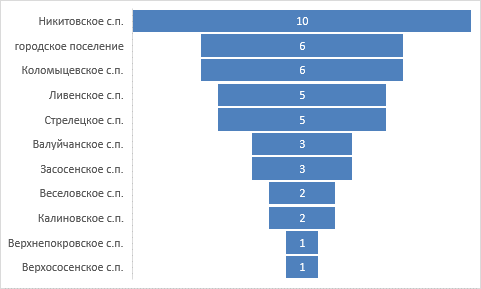 Никитовское с.п. 10
городское поселение 6
Коломыцевское с.п. 6
Ливенское с.п. 5
Стрелецкое с.п. 5
Валуйчанское с.п. 3
Засосенское с.п. 3
Веселовское с.п. 2
Калиновское с.п. 2
Верхнепокровское с.п. 1
Верхососенское с.п. 1